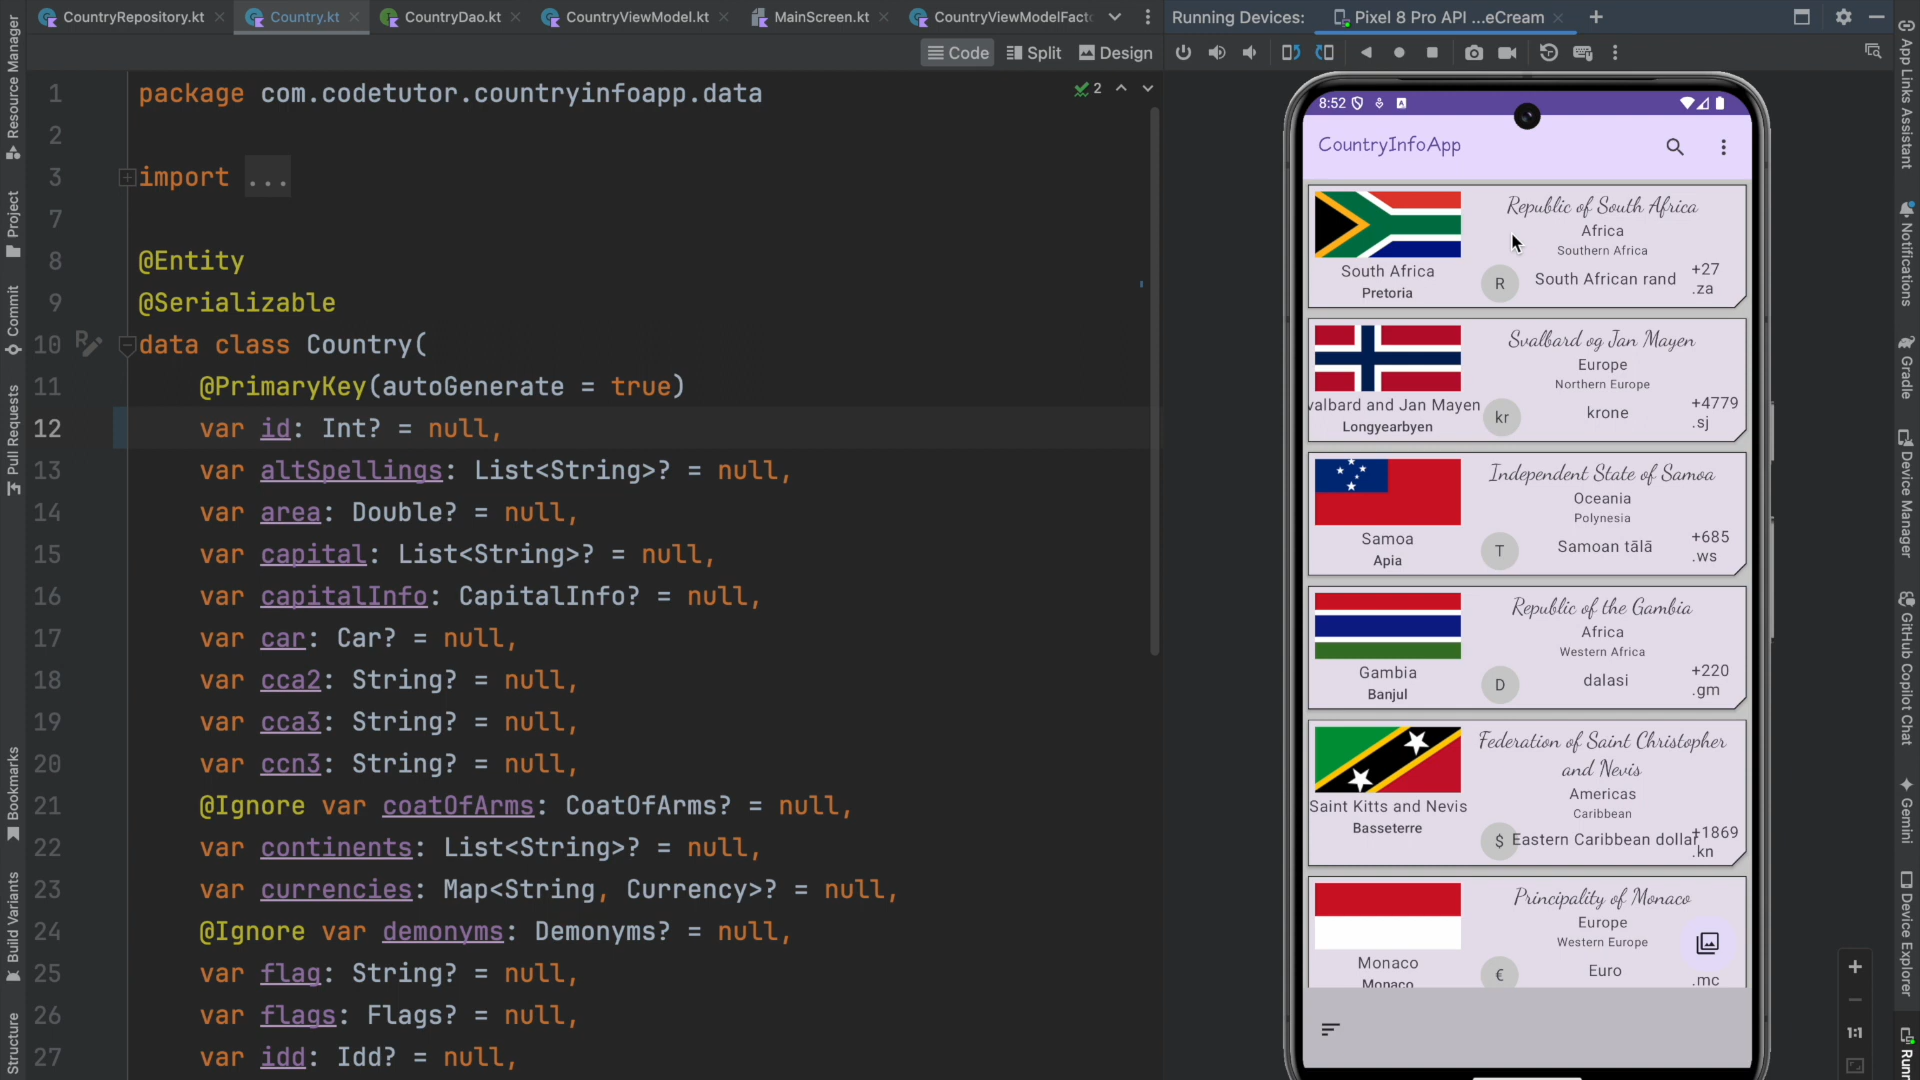 CountryRepository.kt
Country.kt
CountryDao.kt
CountryViewModel.kt
MainScreen.kt
CountryViewModelFacto
Running Devices:
Pixel 8 Pro API ...eCream
Code
Split
Design
Resource Manager
Project
Commit
Pull Requests
Bookmarks
Build Variants
Structure
2
1 package com.codetutor.countryinfoapp.data
2
3 import ...
7
8 @Entity
9 @Serializable
10 data class Country(
11 @PrimaryKey(autoGenerate = true)
12 var id: Int? = null,
13 var altSpellings: List<String>? = null,
14 var area: Double? = null,
15 var capital: List<String>? = null,
16 var capitalInfo: CapitalInfo? = null,
17 var car: Car? = null,
18 var cca2: String? = null,
19 var cca3: String? = null,
20 var ccn3: String? = null,
21 @Ignore var coatOfArms: CoatOfArms? = null,
22 var continents: List<String>? = null,
23 var currencies: Map<String, Currency>? = null,
24 @Ignore var demonyms: Demonyms? = null,
25 var flag: String? = null,
26 var flags: Flags? = null,
27 var idd: Idd? = null,
8:52
CountryInfoApp
Republic of South Africa
Africa
Southern Africa
South Africa
Pretoria
R
South African rand
+27
.za
Svalbard og Jan Mayen
Europe
Northern Europe
valbard and Jan Mayen
Longyearbyen
kr
krone
+4779
.sj
Independent State of Samoa
Oceania
Polynesia
Samoa
Apia
T
Samoan tālā
+685
.ws
Republic of the Gambia
Africa
Western Africa
Gambia
Banjul
D
dalasi
+220
.gm
Federation of Saint Christopher
and Nevis
Americas
Caribbean
Saint Kitts and Nevis
Basseterre
$
Eastern Caribbean dollar
+1869
.kn
Principality of Monaco
Europe
Western Europe
Monaco
Monaco
€
Euro
.mc
1:1
App Links Assistant
Notifications
Gradle
Device Manager
GitHub Copilot Chat
Gemini
Device Explorer
Runn